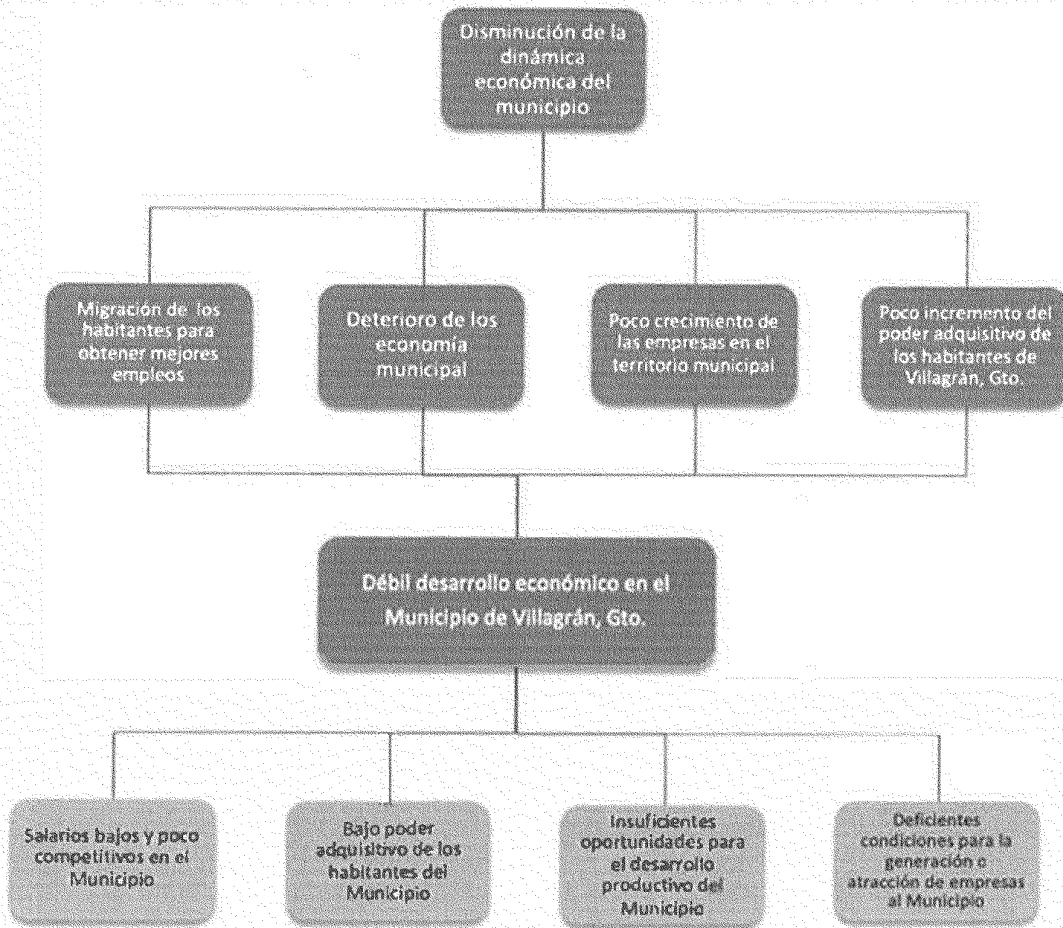 Disminución de la
dinámica
económica del
municipio
Migración de los
habitantes para
obtener mejores
empleos
Deterioro de los
economía
municipal
Poco crecimiento de
las empresas en el
territorio municipal
Poco incremento del
poder adquisitivo de
los habitantes de
Villagrán, Gto.
Débil desarrollo económico en el
Municipio de Villagrán, Gto.
Salarios bajos y poco
competitivos en el
Municipio
Bajo poder
adquisitivo de los
habitantes del
Municipio
Insuficientes
oportunidades para
el desarrollo
productivo del
Municipio
Deficientes
condiciones para la
generación o
atracción de empresas
al Municipio